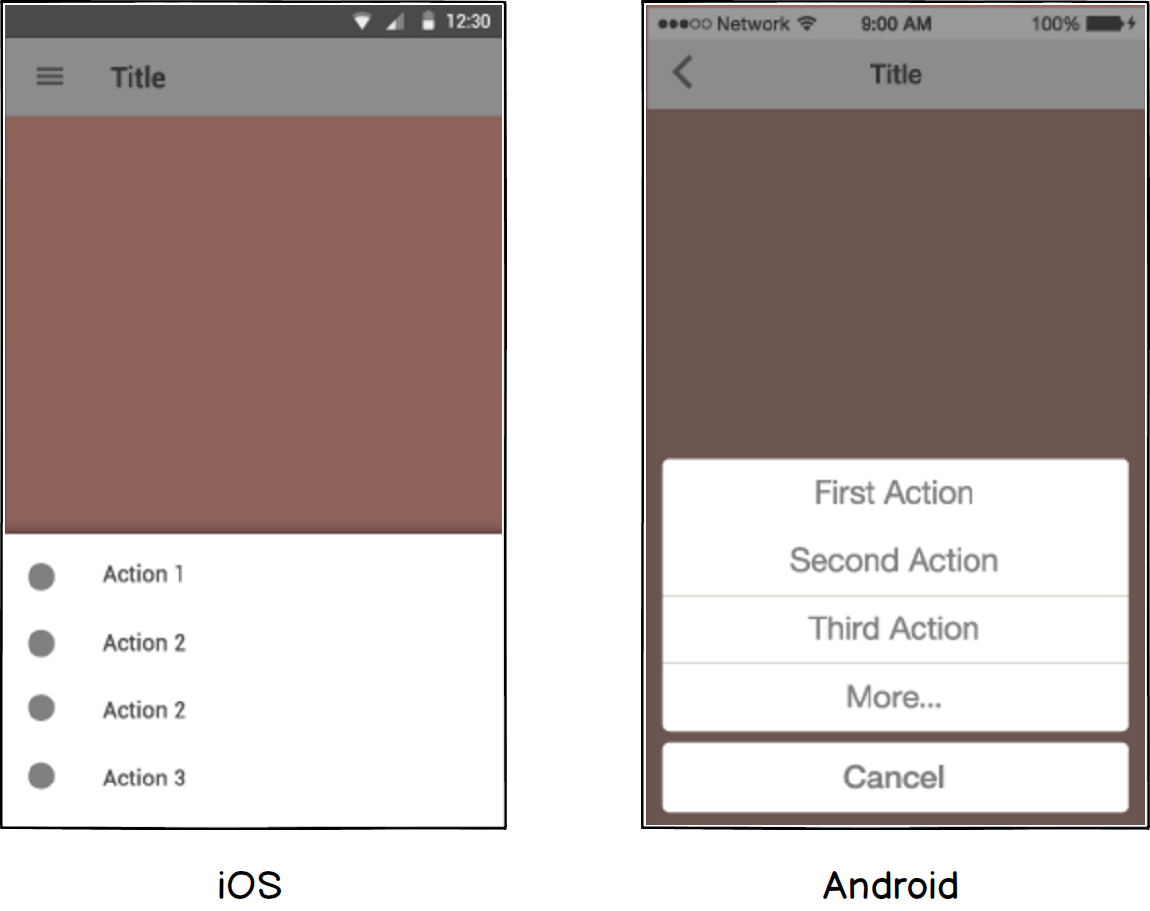 12:30
Title
Action 1
Action 2
Action 2
Action 3
iOS
Network 9:00 AM 100%
Title
First Action
Second Action
Third Action
More...
Cancel
Android